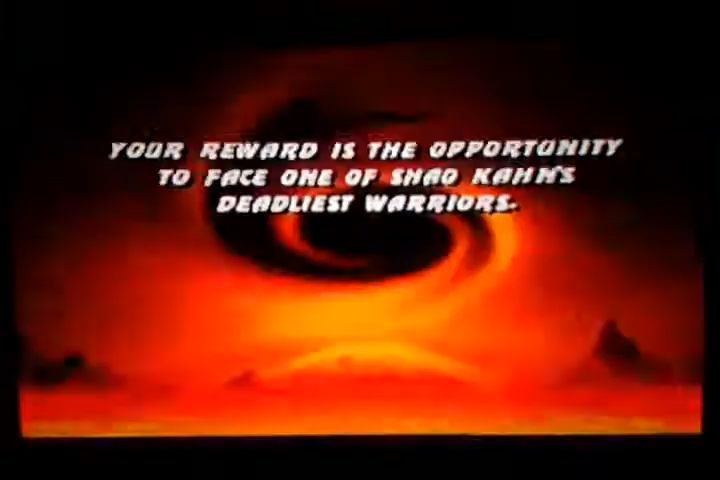 YOUR REWARD IS THE OPPORTUNITY
TO FACE ONE OF SHAO KAHN'S
DEADLIEST WARRIORS.